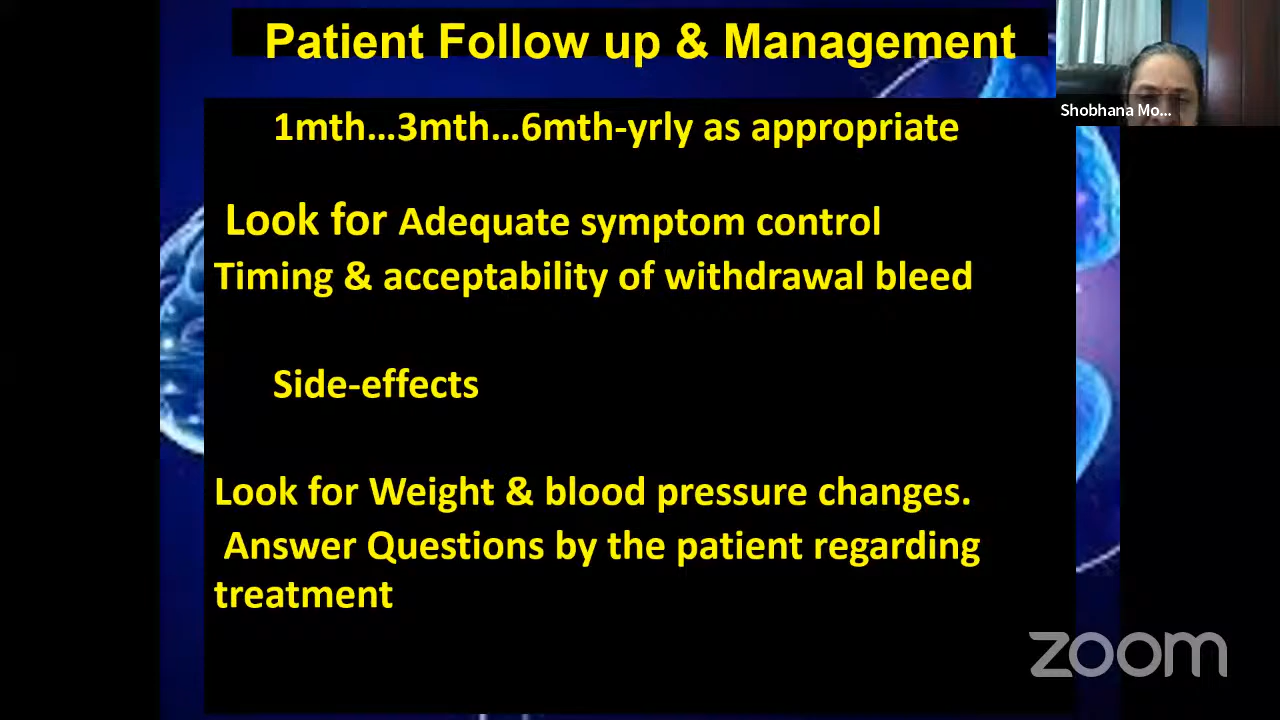 Patient Follow up & Management
Shobhana Mo...
1mth...3mth...6mth-yrly as appropriate
Look for Adequate symptom control
Timing & acceptability of withdrawal bleed
Side-effects
Look for Weight & blood pressure changes.
Answer Questions by the patient regarding
treatment
zoom